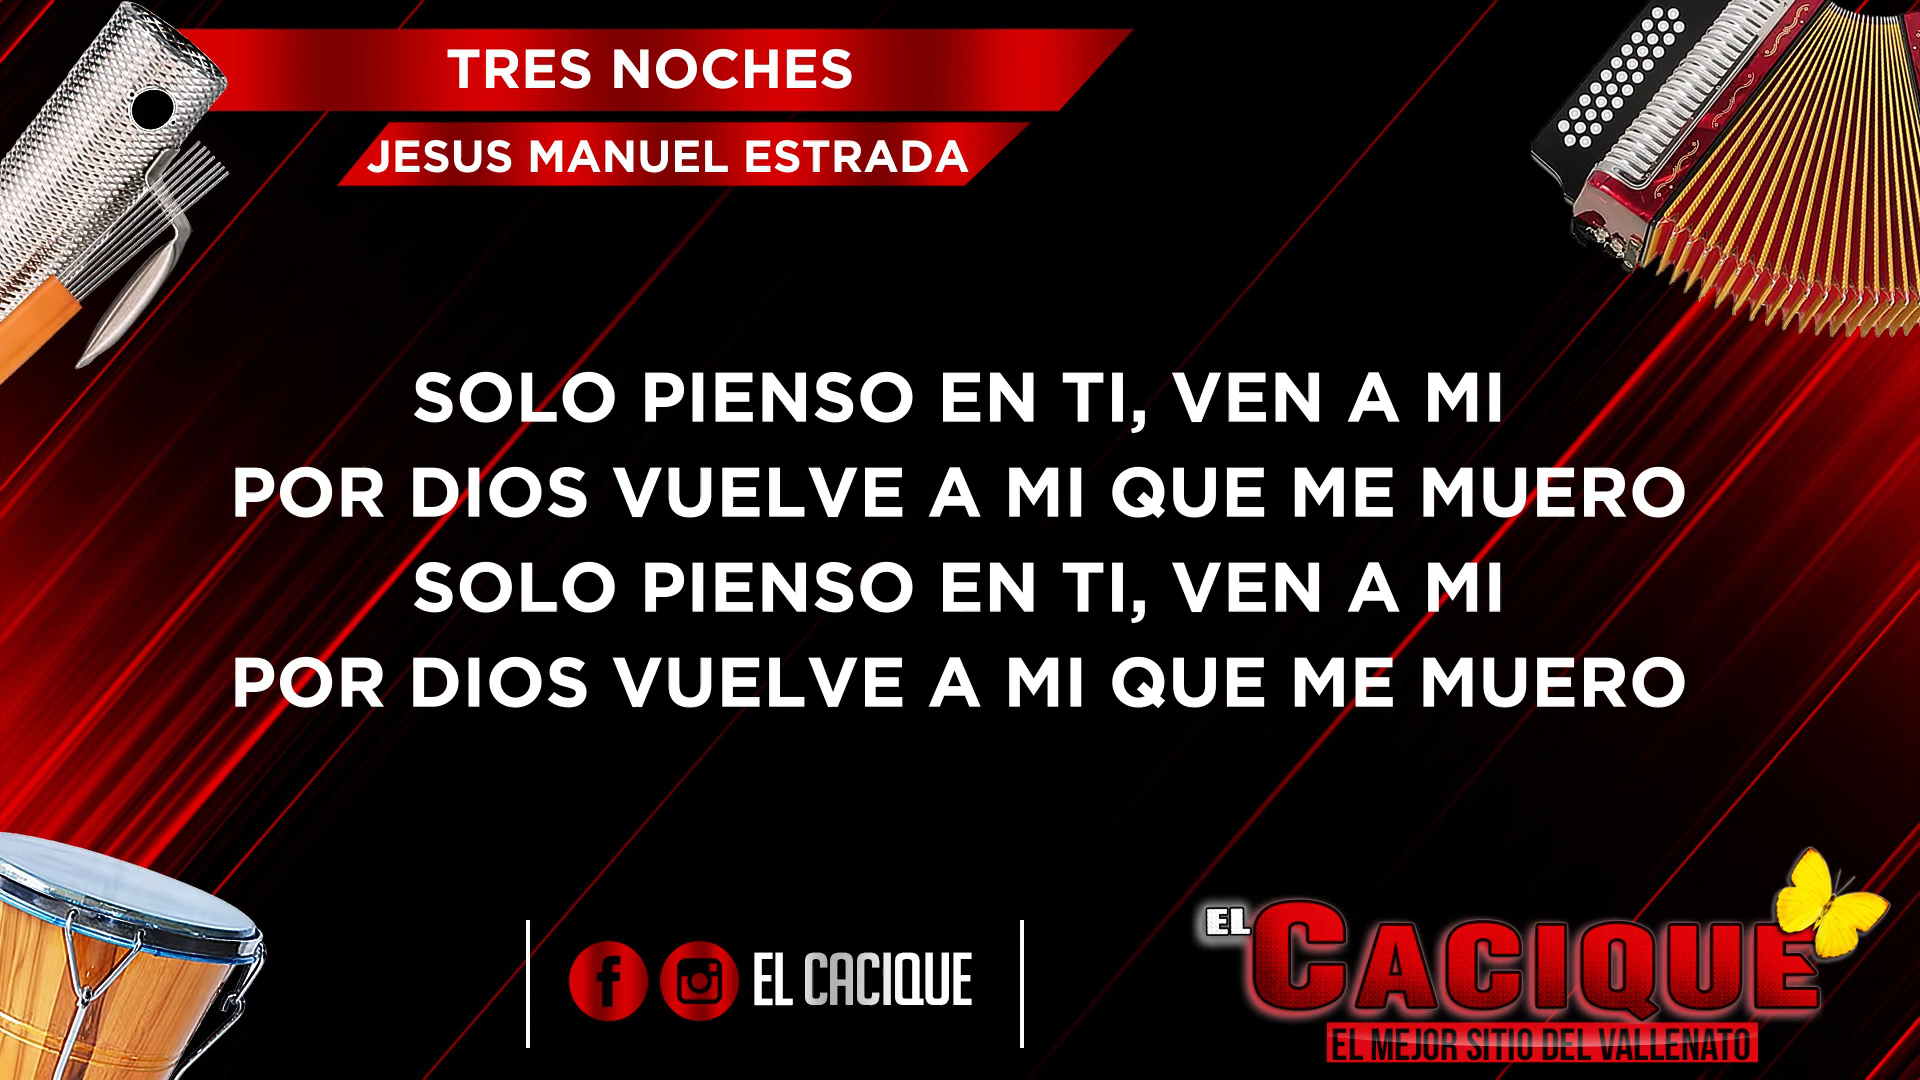 TRES NOCHES
JESUS MANUEL ESTRADA
SOLO PIENSO EN TI, VEN A MI
POR DIOS VUELVE A MI QUE ME MUERO
SOLO PIENSO EN TI, VEN A MI
POR DIOS VUELVE A MI QUE ME MUERO
EL CACIQUE
EL CACIQUE
EL MEJOR SITIO DEL VALLENATO